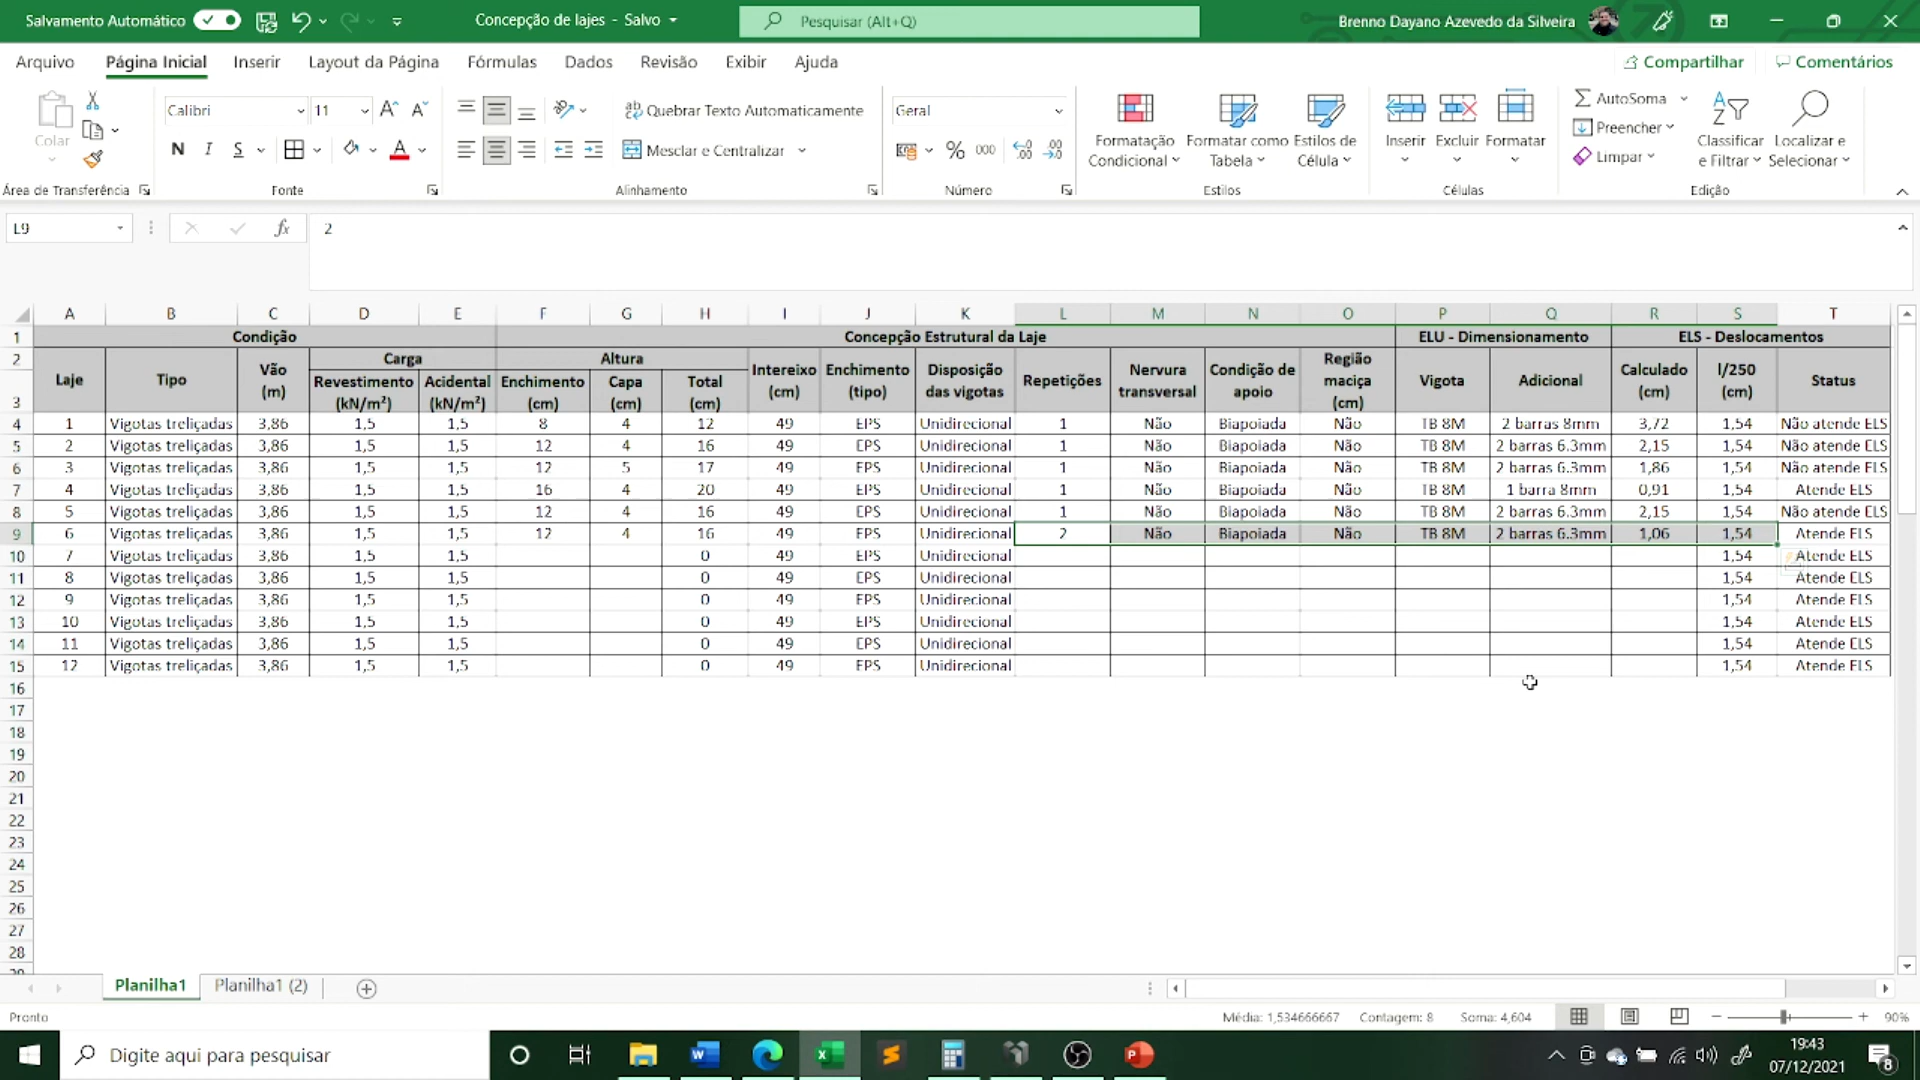 Salvamento Automático
Concepção de lajes - Salvo
Pesquisar (Alt+Q)
Brenno Dayano Azevedo da Silveira
Arquivo Página Inicial Inserir Layout da Página Fórmulas Dados Revisão Exibir Ajuda
Compartilhar Comentários
Colar
Área de Transferência
Calibri 11
N I S
Fonte
Quebrar Texto Automaticamente
Mesclar e Centralizar
Alinhamento
Geral
% 000
Número
Formatação Condicional
Formatar como Tabela
Estilos de Célula
Estilos
Inserir Excluir Formatar
Células
AutoSoma
Preencher
Limpar
Classificar e Filtrar
Localizar e Selecionar
Edição
L9 fx 2
A B C D E F G H I J K L M N O P Q R S T
1 Condição Concepção Estrutural da Laje ELU - Dimensionamento ELS - Deslocamentos
2 Laje Tipo Vão (m) Carga Altura Intereixo (cm) Enchimento (tipo) Disposição das vigotas Repetições Nervura transversal Condição de apoio Região maciça (cm) Vigota Adicional Calculado (cm) l/250 (cm) Status
3 Revestimento (kN/m²) Acidental (kN/m²) Enchimento (cm) Capa (cm) Total (cm)
4 1 Vigotas treliçadas 3,86 1,5 1,5 8 4 12 49 EPS Unidirecional 1 Não Biapoiada Não TB 8M 2 barras 8mm 3,72 1,54 Não atende ELS
5 2 Vigotas treliçadas 3,86 1,5 1,5 12 4 16 49 EPS Unidirecional 1 Não Biapoiada Não TB 8M 2 barras 6.3mm 2,15 1,54 Não atende ELS
6 3 Vigotas treliçadas 3,86 1,5 1,5 12 5 17 49 EPS Unidirecional 1 Não Biapoiada Não TB 8M 2 barras 6.3mm 1,86 1,54 Não atende ELS
7 4 Vigotas treliçadas 3,86 1,5 1,5 16 4 20 49 EPS Unidirecional 1 Não Biapoiada Não TB 8M 1 barra 8mm 0,91 1,54 Atende ELS
8 5 Vigotas treliçadas 3,86 1,5 1,5 12 4 16 49 EPS Unidirecional 1 Não Biapoiada Não TB 8M 2 barras 6.3mm 2,15 1,54 Não atende ELS
9 6 Vigotas treliçadas 3,86 1,5 1,5 12 4 16 49 EPS Unidirecional 2 Não Biapoiada Não TB 8M 2 barras 6.3mm 1,06 1,54 Atende ELS
10 7 Vigotas treliçadas 3,86 1,5 1,5 0 49 EPS Unidirecional 1,54 Atende ELS
11 8 Vigotas treliçadas 3,86 1,5 1,5 0 49 EPS Unidirecional 1,54 Atende ELS
12 9 Vigotas treliçadas 3,86 1,5 1,5 0 49 EPS Unidirecional 1,54 Atende ELS
13 10 Vigotas treliçadas 3,86 1,5 1,5 0 49 EPS Unidirecional 1,54 Atende ELS
14 11 Vigotas treliçadas 3,86 1,5 1,5 0 49 EPS Unidirecional 1,54 Atende ELS
15 12 Vigotas treliçadas 3,86 1,5 1,5 0 49 EPS Unidirecional 1,54 Atende ELS
16
17
18
19
20
21
22
23
24
25
26
27
28
Planilha1 Planilha1 (2)
Pronto
Média: 1,534666667 Contagem: 8 Soma: 4,604
90%
Digite aqui para pesquisar
19:43
07/12/2021
8